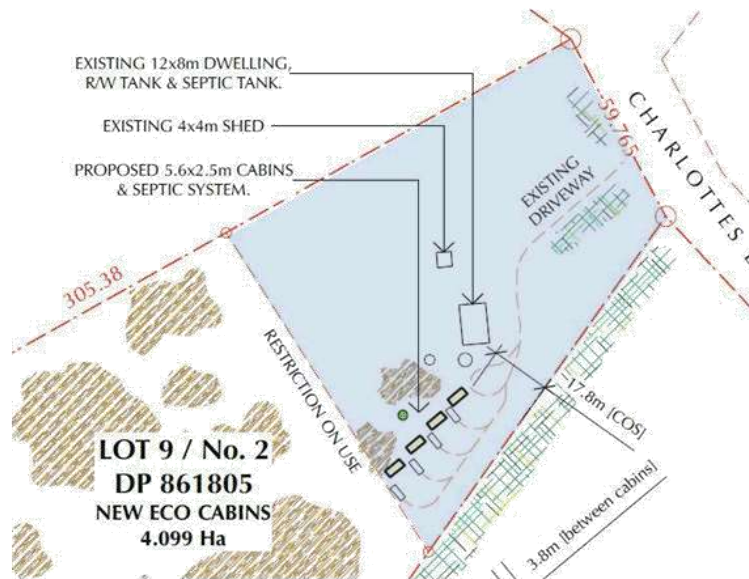 EXISTING 12x8m DWELLING,
R/W TANK & SEPTIC TANK.
EXISTING 4x4m SHED
PROPOSED 5.6x2.5m CABINS
& SEPTIC SYSTEM.
59.765
CHARLOTTES
EXISTING
DRIVEWAY
305.38
RESTRICTION ON USE
~17.8m [COS]
LOT 9 / No. 2
DP 861805
NEW ECO CABINS
4.099 Ha
3.8m [between cabins]